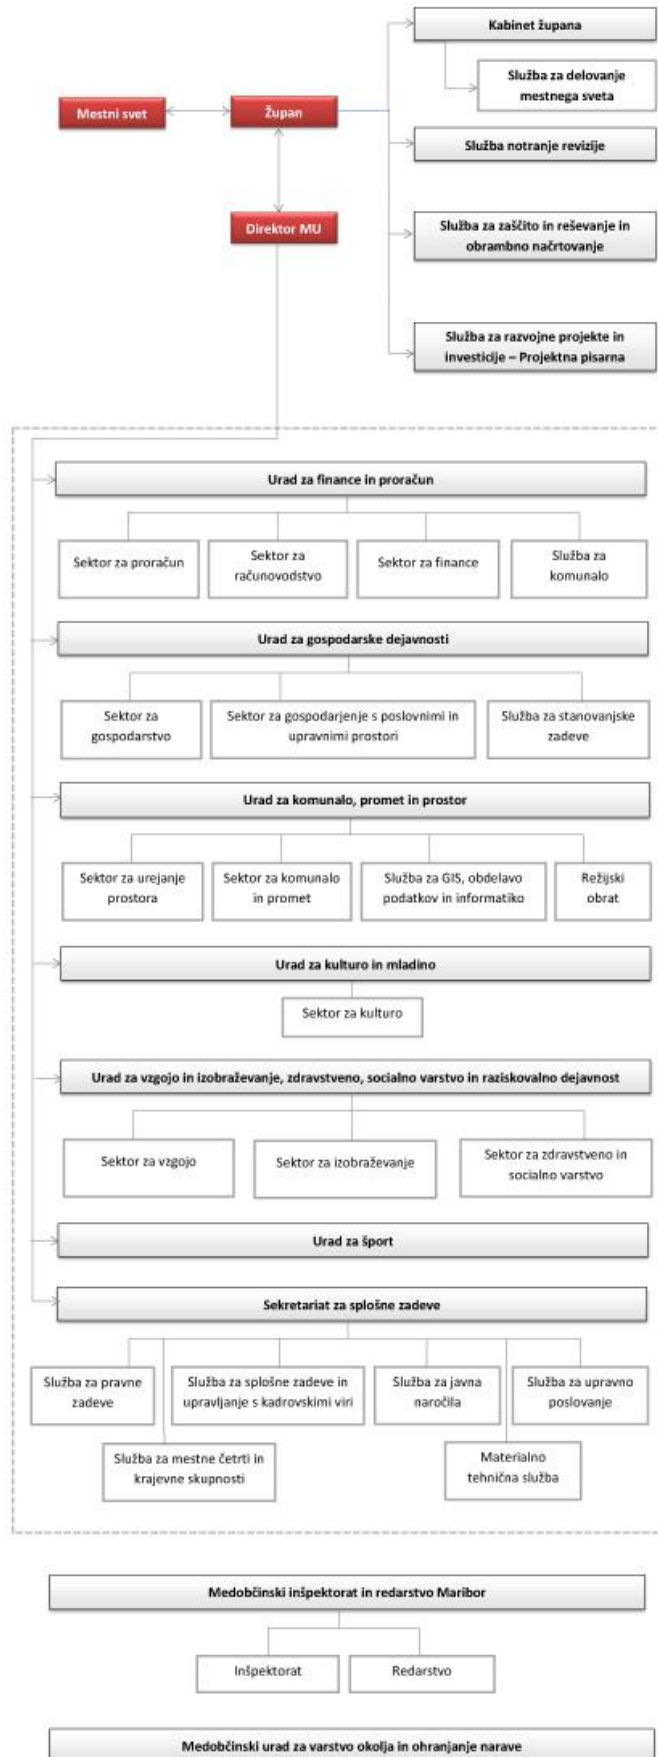 Kabinet župana
Služba za delovanje
mestnega sveta
Mestni svet
Župan
Služba notranje revizije
Direktor MU
Služba za zaščito in reševanje in
obrambno načrtovanje
Služba za razvojne projekte in
investicije – Projektna pisarna
Urad za finance in proračun
Sektor za proračun
Sektor za
računovodstvo
Sektor za finance
Služba za
komunalo
Urad za gospodarske dejavnosti
Sektor za
gospodarstvo
Sektor za gospodarjenje s poslovnimi in
upravnimi prostori
Služba za stanovanjske
zadeve
Urad za komunalo, promet in prostor
Sektor za urejanje
prostora
Sektor za komunalo
in promet
Služba za GIS, obdelavo
podatkov in informatiko
Režijski
obrat
Urad za kulturo in mladino
Sektor za kulturo
Urad za vzgojo in izobraževanje, zdravstveno, socialno varstvo in raziskovalno dejavnost
Sektor za vzgojo
Sektor za izobraževanje
Sektor za zdravstveno in
socialno varstvo
Urad za šport
Sekretariat za splošne zadeve
Služba za pravne
zadeve
Služba za splošne zadeve in
upravljanje s kadrovskimi viri
Služba za javna
naročila
Služba za upravno
poslovanje
Služba za mestne četrti in
krajevne skupnosti
Materialno
tehnična služba
Medobčinski inšpektorat in redarstvo Maribor
Inšpektorat
Redarstvo
Medobčinski urad za varstvo okolja in ohranjanje narave